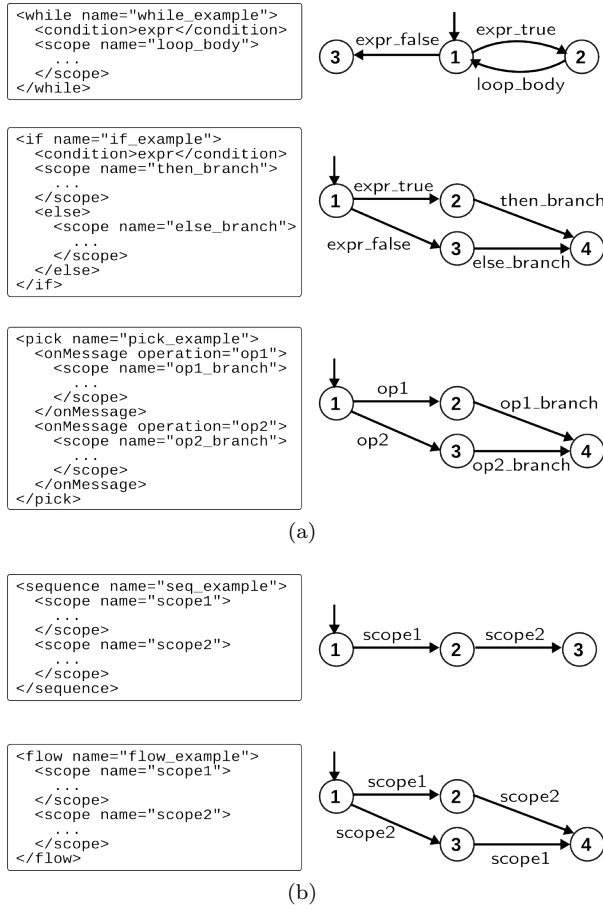 <while name="while_example">
  <condition>expr</condition>
  <scope name="loop_body">
    ...
  </scope>
</while>
expr_false
expr_true
3
1
2
loop_body
<if name="if_example">
  <condition>expr</condition>
  <scope name="then_branch">
    ...
  </scope>
  <else>
    <scope name="else_branch">
      ...
    </scope>
  </else>
</if>
expr_true
then_branch
1
2
expr_false
3
4
else_branch
<pick name="pick_example">
  <onMessage operation="op1">
    <scope name="op1_branch">
      ...
    </scope>
  </onMessage>
  <onMessage operation="op2">
    <scope name="op2_branch">
      ...
    </scope>
  </onMessage>
</pick>
op1
op1_branch
1
2
op2
3
4
op2_branch
(a)
<sequence name="seq_example">
  <scope name="scope1">
    ...
  </scope>
  <scope name="scope2">
    ...
  </scope>
</sequence>
scope1
scope2
1
2
3
<flow name="flow_example">
  <scope name="scope1">
    ...
  </scope>
  <scope name="scope2">
    ...
  </scope>
</flow>
scope1
scope2
1
2
scope2
3
4
scope1
(b)